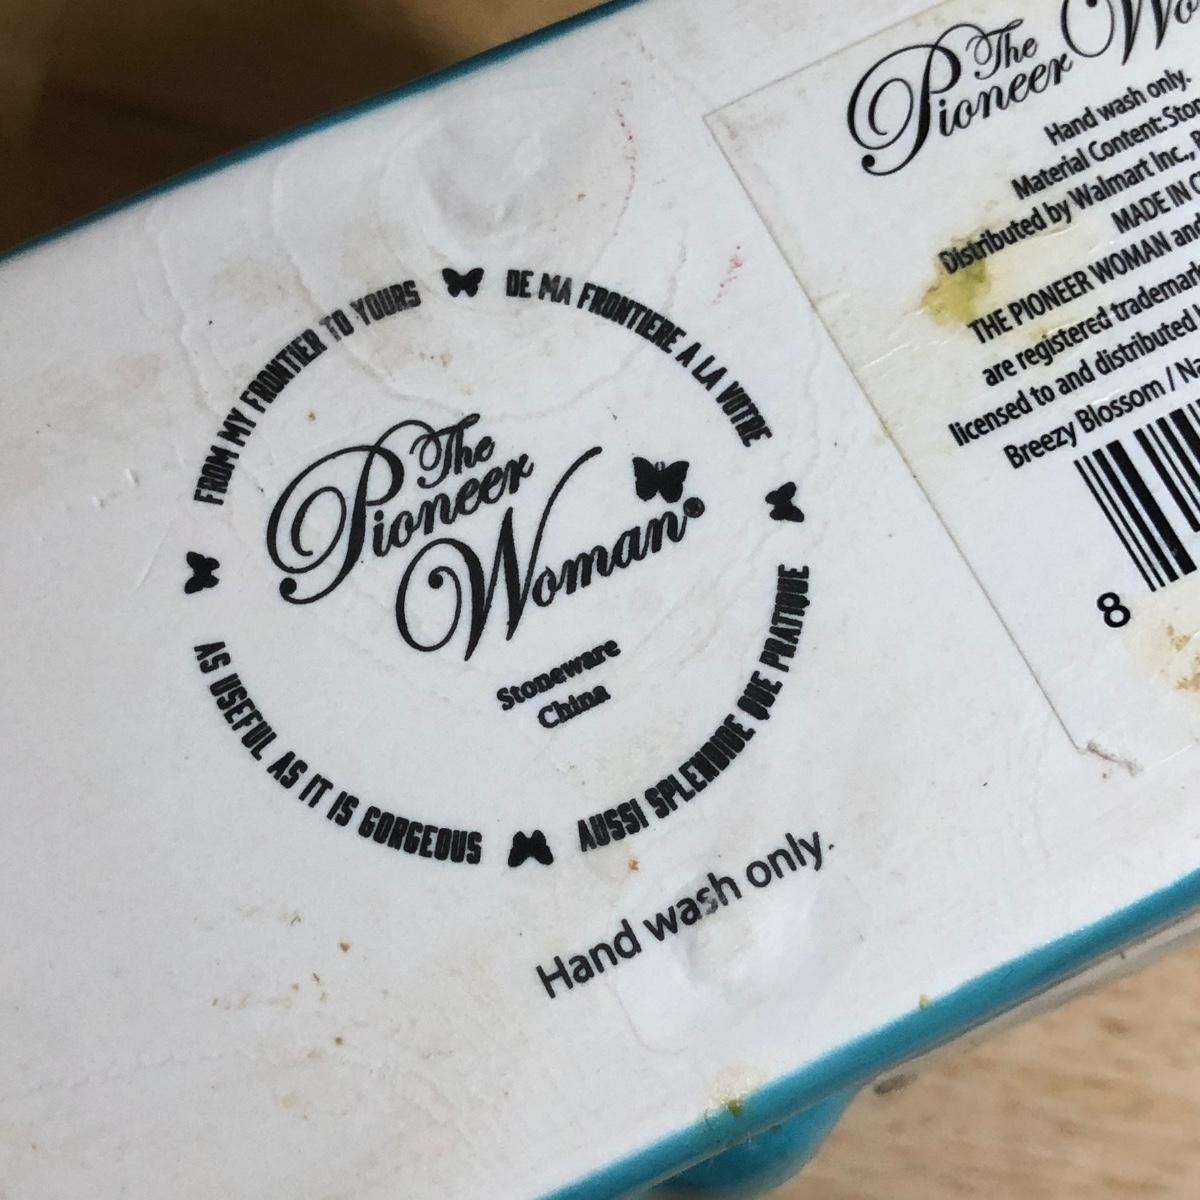 FROM MY FRONTIER TO YOURS
DE MA FRONTIERE A LA VOTRE
The
Pioneer
Woman®
Stoneware
China
AS USEFUL AS IT IS GORGEOUS
AUSSI SPLENDIDE QUE PRATIQUE
Hand wash only.
The
Pioneer
Hand wash only.
Material Content:
Distributed by Walmart Inc.,
MADE IN
THE PIONEER WOMAN and
are registered
licensed to and distributed
Breezy Blossom /
8